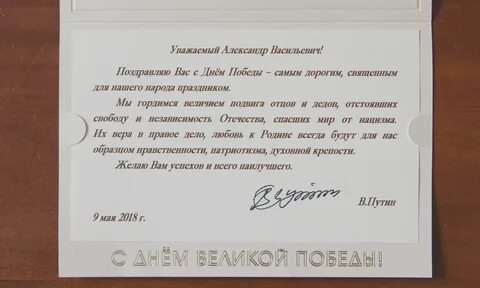 Уважаемый Александр Васильевич!
Поздравляю Вас с Днём Победы – самым дорогим, священным
для нашего народа праздником.
Мы гордимся величием подвига отцов и дедов, отстоявших
свободу и независимость Отечества, спасших мир от нацизма.
Их вера в правое дело, любовь к Родине всегда будут для нас
образцом нравственности, патриотизма, духовной крепости.
Желаю Вам успехов и всего наилучшего.
В.Путин
9 мая 2018 г.
С ДНЁМ ВЕЛИКОЙ ПОБЕДЫ!